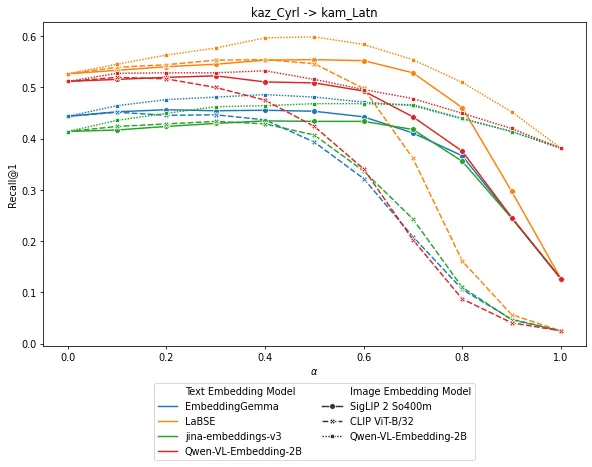 kaz_Cyrl -> kam_Latn
Recall@1
0.6
0.5
0.4
0.3
0.2
0.1
0.0
0.0 0.2 0.4 0.6 0.8 1.0
α
Text Embedding Model
EmbeddingGemma
LaBSE
jina-embeddings-v3
Qwen-VL-Embedding-2B
Image Embedding Model
SigLIP 2 So400m
CLIP ViT-B/32
Qwen-VL-Embedding-2B